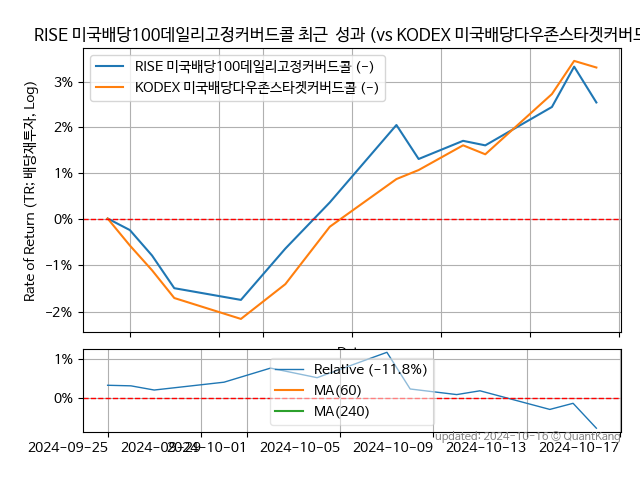 RISE 미국배당100데일리고정커버드콜 최근 성과 (vs KODEX 미국배당다우존스타겟커버드
RISE 미국배당100데일리고정커버드콜 (-)
KODEX 미국배당다우존스타겟커버드콜 (-)
Rate of Return (TR: 배당재투자, Log)
3%
2%
1%
0%
-1%
-2%
1%
0%
Relative (-11.8%)
MA(60)
MA(240)
updated: 2024-10-16 © QuantKang
2024-09-25
2024-09-29
2024-10-01
2024-10-05
2024-10-09
2024-10-13
2024-10-17